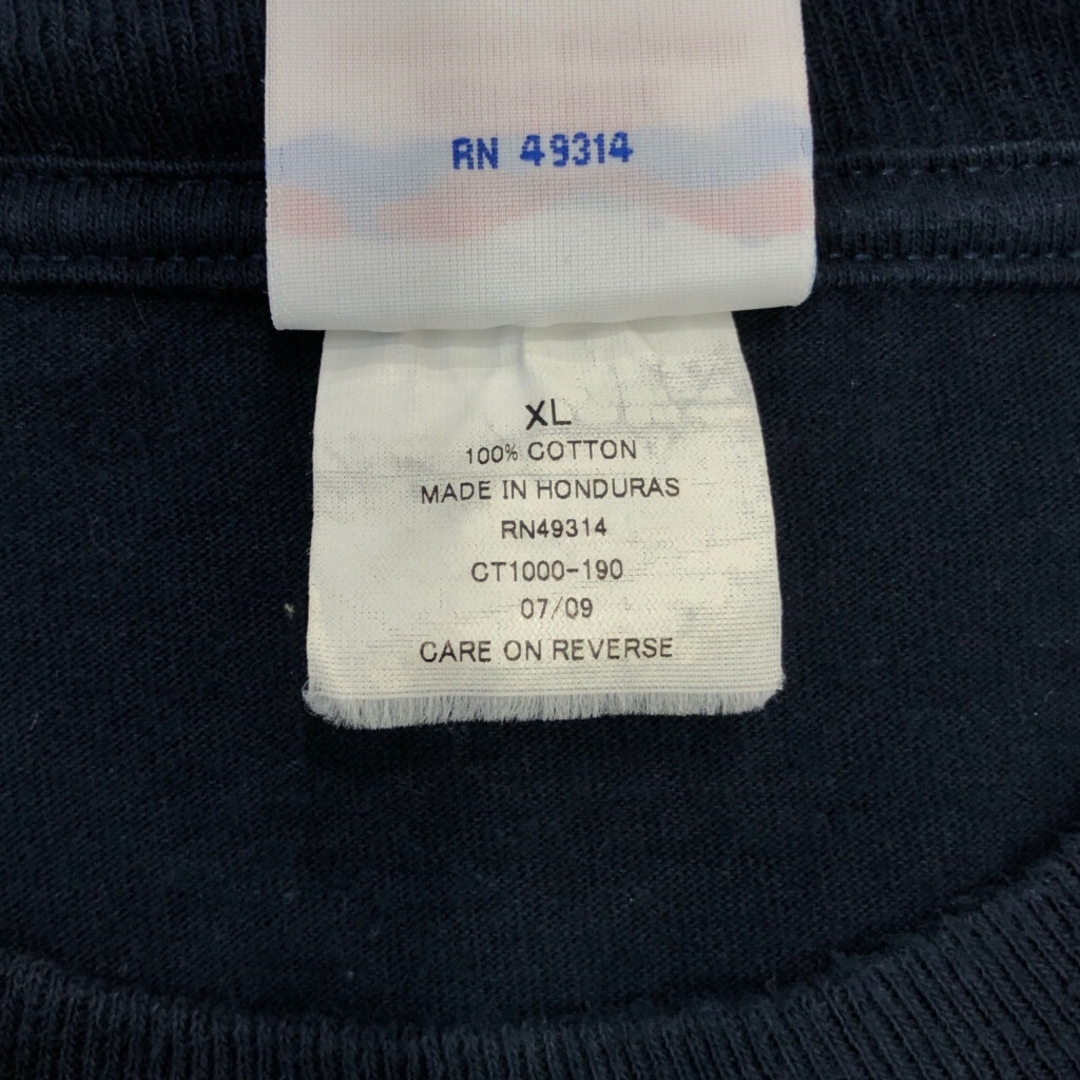 RN 49314
XL
100% COTTON
MADE IN HONDURAS
RN49314
CT1000-190
07/09
CARE ON REVERSE